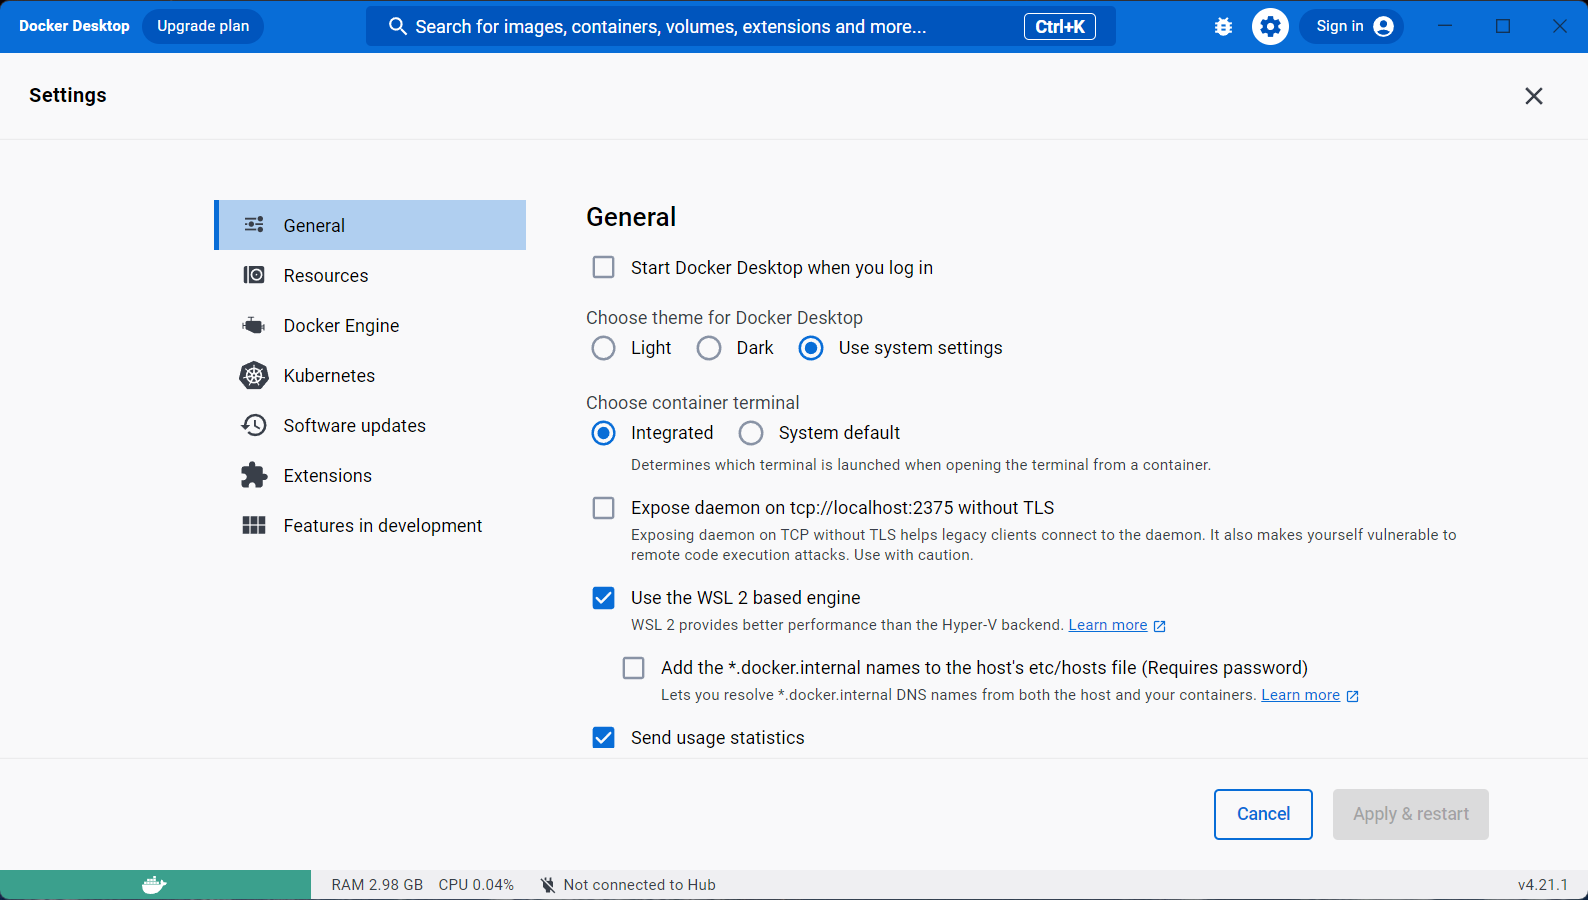 Docker Desktop Upgrade plan Search for images, containers, volumes, extensions and more... Ctrl+K Sign in
Settings
General
Resources
Docker Engine
Kubernetes
Software updates
Extensions
Features in development
General
Start Docker Desktop when you log in
Choose theme for Docker Desktop
Light Dark Use system settings
Choose container terminal
Integrated System default
Determines which terminal is launched when opening the terminal from a container.
Expose daemon on tcp://localhost:2375 without TLS
Exposing daemon on TCP without TLS helps legacy clients connect to the daemon. It also makes yourself vulnerable to
remote code execution attacks. Use with caution.
Use the WSL 2 based engine
WSL 2 provides better performance than the Hyper-V backend. Learn more
Add the *.docker.internal names to the host's etc/hosts file (Requires password)
Lets you resolve *.docker.internal DNS names from both the host and your containers. Learn more
Send usage statistics
Cancel Apply & restart
RAM 2.98 GB CPU 0.04% Not connected to Hub v4.21.1